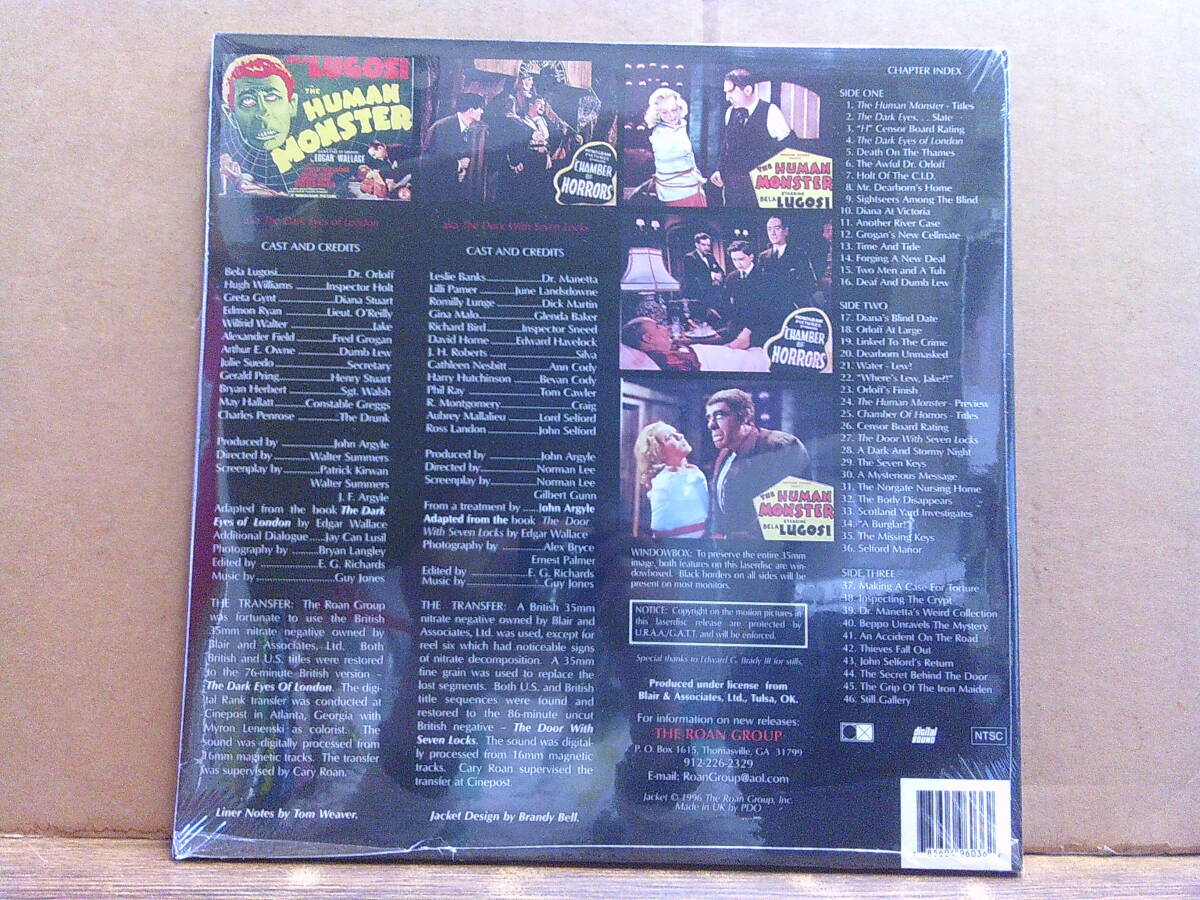 LUGOSI
THE
HUMAN
MONSTER
EDGAR WALLACE
aka The Dark Eyes of London
CAST AND CREDITS
Bela Lugosi Dr. Orloff
Hugh Williams Inspector Holt
Greta Gynt Diana Stuart
Edmon Ryan Lieut. O'Reilly
Wilfrid Walter Jake
Alexander Field Fred Grogan
Arthur E. Owne Dumb Lew
Julie Suedo Secretary
Gerald Pring Henry Stuart
Bryan Herbert Sgt. Walsh
May Hallatt Constable Greggs
Charles Penrose The Drunk
Produced by John Argyle
Directed by Walter Summers
Screenplay by Patrick Kirwan
Walter Summers
J. F. Argyle
Adapted from the book The Dark
Eyes of London by Edgar Wallace
Additional Dialogue Jay Can Lusil
Photography by Bryan Langley
Edited by E. G. Richards
Music by Guy Jones
THE TRANSFER: The Roan Group
was fortunate to use the British
35mm nitrate negative owned by
Blair and Associates, Ltd. Both
British and U.S. titles were restored
to the 76-minute British version –
The Dark Eyes Of London. The digi-
tal Rank transfer was conducted at
Cinepost in Atlanta, Georgia with
Myron Lenenski as colorist. The
sound was digitally processed from
16mm magnetic tracks. The transfer
was supervised by Cary Roan.
Liner Notes by Tom Weaver.
CHAMBER
OF
HORRORS
aka The Door With Seven Locks
CAST AND CREDITS
Leslie Banks Dr. Manetta
Lilli Pamer June Landsdowne
Romilly Lunge Dick Martin
Gina Malo Glenda Baker
Richard Bird Inspector Sneed
David Horne Edward Havelock
J. H. Roberts Silva
Cathleen Nesbitt Ann Cody
Harry Hutchinson Bevan Cody
Phil Ray Tom Cawler
R. Montgomery Craig
Aubrey Mallalieu Lord Selford
Ross Landon John Selford
Produced by John Argyle
Directed by Norman Lee
Screenplay by Norman Lee
Gilbert Gunn
From a treatment by John Argyle
Adapted from the book The Door
With Seven Locks by Edgar Wallace
Photography by Alex Bryce
Ernest Palmer
Edited by E. G. Richards
Music by Guy Jones
THE TRANSFER: A British 35mm
nitrate negative owned by Blair and
Associates, Ltd. was used, except for
reel six which had noticeable signs
of nitrate decomposition. A 35mm
fine grain was used to replace the
lost segments. Both U.S. and British
title sequences were found and
restored to the 86-minute uncut
British negative – The Door With
Seven Locks. The sound was digital-
ly processed from 16mm magnetic
tracks. Cary Roan supervised the
transfer at Cinepost.
Jacket Design by Brandy Bell.
THE HUMAN
MONSTER
STARRING
BELA LUGOSI
CHAMBER
OF
HORRORS
THE HUMAN
MONSTER
STARRING
BELA LUGOSI
WINDOWBOX: To preserve the entire 35mm
image, both features on this laserdisc are win-
dowboxed. Black borders on all sides will be
present on most monitors.
NOTICE: Copyright on the motion pictures in
this laserdisc release are protected by
U.R.A.A./G.A.T.T. and will be enforced.
Special thanks to Edward G. Brady III for stills.
Produced under license from
Blair & Associates, Ltd., Tulsa, OK.
For information on new releases:
THE ROAN GROUP
P. O. Box 1615, Thomasville, GA 31799
912-226-2329
E-mail: RoanGroup@aol.com
Jacket © 1996 The Roan Group, Inc.
Made in UK by PDO
CHAPTER INDEX
SIDE ONE
1. The Human Monster - Titles
2. The Dark Eyes. . . Slate
3. "H" Censor Board Rating
4. The Dark Eyes of London
5. Death On The Thames
6. The Awful Dr. Orloff
7. Holt Of The C.I.D.
8. Mr. Dearborn's Home
9. Sightseers Among The Blind
10. Diana At Victoria
11. Another River Case
12. Grogan's New Cellmate
13. Time And Tide
14. Forging A New Deal
15. Two Men and A Tub
16. Deaf And Dumb Lew
SIDE TWO
17. Diana's Blind Date
18. Orloff At Large
19. Linked To The Crime
20. Dearborn Unmasked
21. Water - Lew!
22. "Where's Lew, Jake?!"
23. Orloff's Finish
24. The Human Monster - Preview
25. Chamber Of Horrors - Titles
26. Censor Board Rating
27. The Door With Seven Locks
28. A Dark And Stormy Night
29. The Seven Keys
30. A Mysterious Message
31. The Norgate Nursing Home
32. The Body Disappears
33. Scotland Yard Investigates
34. "A Burglar!"
35. The Missing Keys
36. Selford Manor
SIDE THREE
37. Making A Case For Torture
38. Inspecting The Crypt
39. Dr. Manetta's Weird Collection
40. Beppo Unravels The Mystery
41. An Accident On The Road
42. Thieves Fall Out
43. John Selford's Return
44. The Secret Behind The Door
45. The Grip Of The Iron Maiden
46. Still Gallery
CX
digital
SOUND
NTSC